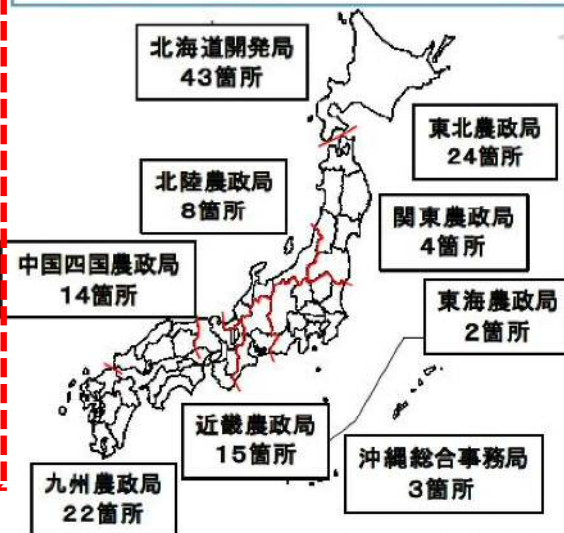 北海道開発局
43箇所
東北農政局
24箇所
北陸農政局
8箇所
関東農政局
4箇所
中国四国農政局
14箇所
東海農政局
2箇所
近畿農政局
15箇所
沖縄総合事務局
3箇所
九州農政局
22箇所